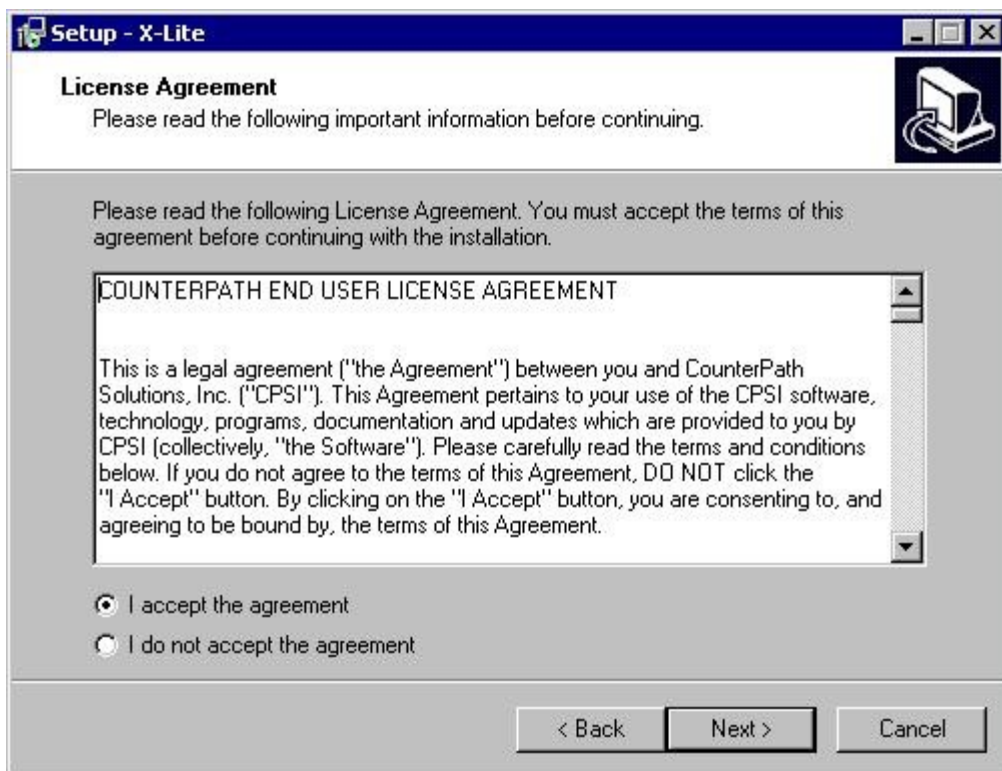 Setup - X-Lite
License Agreement
Please read the following important information before continuing.
Please read the following License Agreement. You must accept the terms of this
agreement before continuing with the installation.
COUNTERPATH END USER LICENSE AGREEMENT
This is a legal agreement ("the Agreement") between you and CounterPath
Solutions, Inc. ("CPSI"). This Agreement pertains to your use of the CPSI software,
technology, programs, documentation and updates which are provided to you by
CPSI (collectively, "the Software"). Please carefully read the terms and conditions
below. If you do not agree to the terms of this Agreement, DO NOT click the
"I Accept" button. By clicking on the "I Accept" button, you are consenting to, and
agreeing to be bound by, the terms of this Agreement.
I accept the agreement
I do not accept the agreement
< Back Next > Cancel